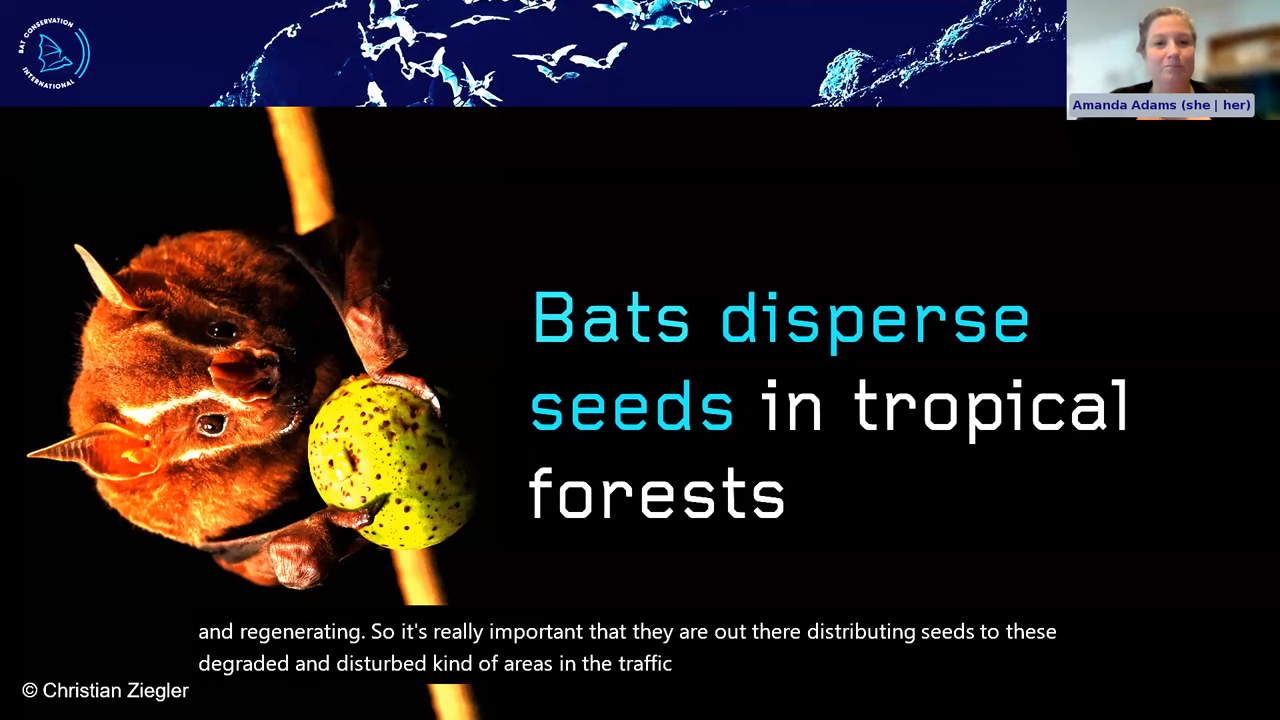 BAT CONSERVATION
INTERNATIONAL
Amanda Adams (she | her)
Bats disperse
seeds in tropical
forests
and regenerating. So it's really important that they are out there distributing seeds to these
degraded and disturbed kind of areas in the traffic
© Christian Ziegler